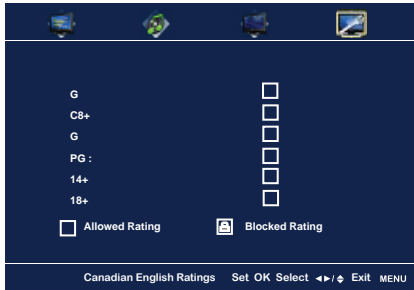 G
C8+
G
PG :
14+
18+
Allowed Rating Blocked Rating
Canadian English Ratings Set OK Select ◄►/◆ Exit MENU